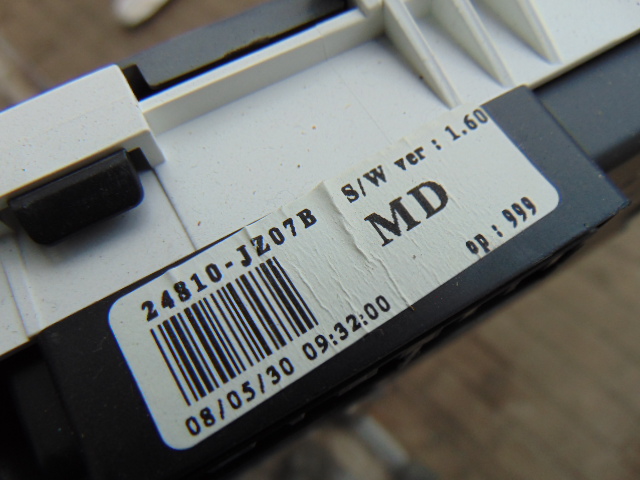 24810-JZ07B S/W ver : 1.60
MD
08/05/30 09:32:00 op : 999